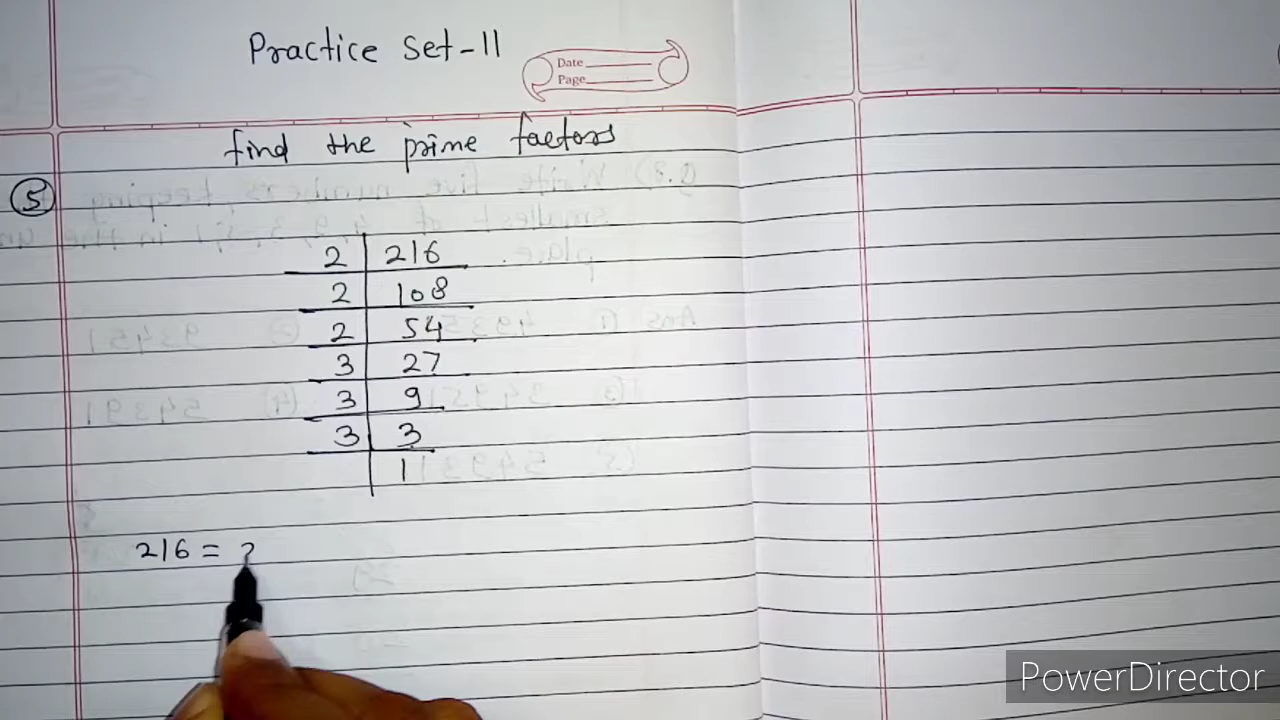 Practice Set-11
Date
Page
find the prime factors
5
2 216
2 108
2 54
3 27
3 9
3 3
1
216 = 2
PowerDirector